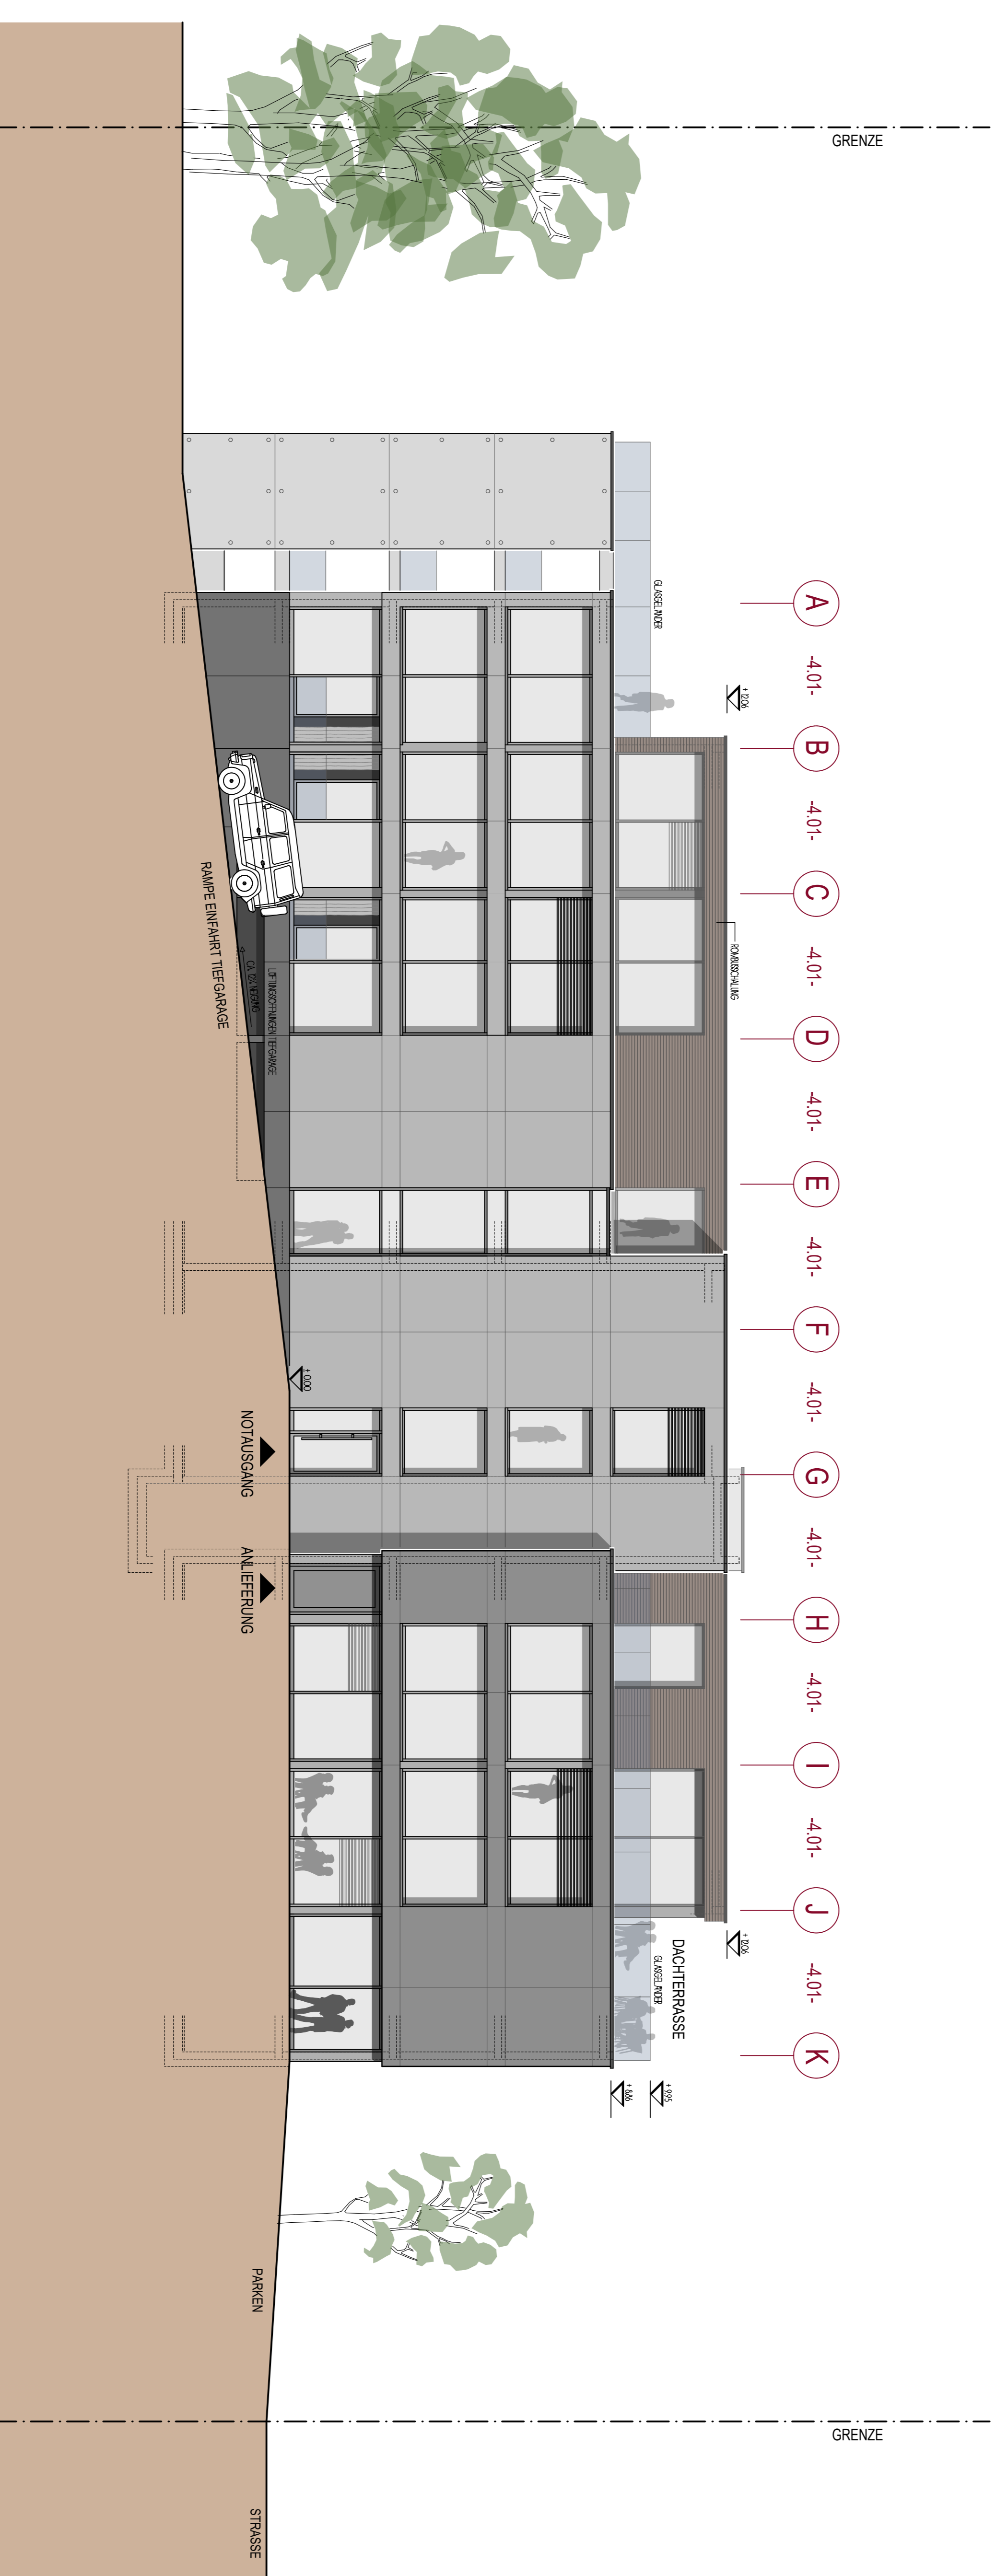 GRENZE
GRENZE
A
-4.01-
B
-4.01-
C
-4.01-
D
-4.01-
E
-4.01-
F
-4.01-
G
-4.01-
H
-4.01-
I
-4.01-
J
-4.01-
K
+ 12.06
+ 12.06
GLASGELÄNDER
ROMBUSSCHALUNG
DACHTERRASSE
GLASGELÄNDER
+ 9.95
+ 8.86
± 0.00
LÜFTUNGSÖFFNUNGEN TIEFGARAGE
CA. 12% NEIGUNG
RAMPE EINFAHRT TIEFGARAGE
NOTAUSGANG
ANLIEFERUNG
PARKEN
STRASSE